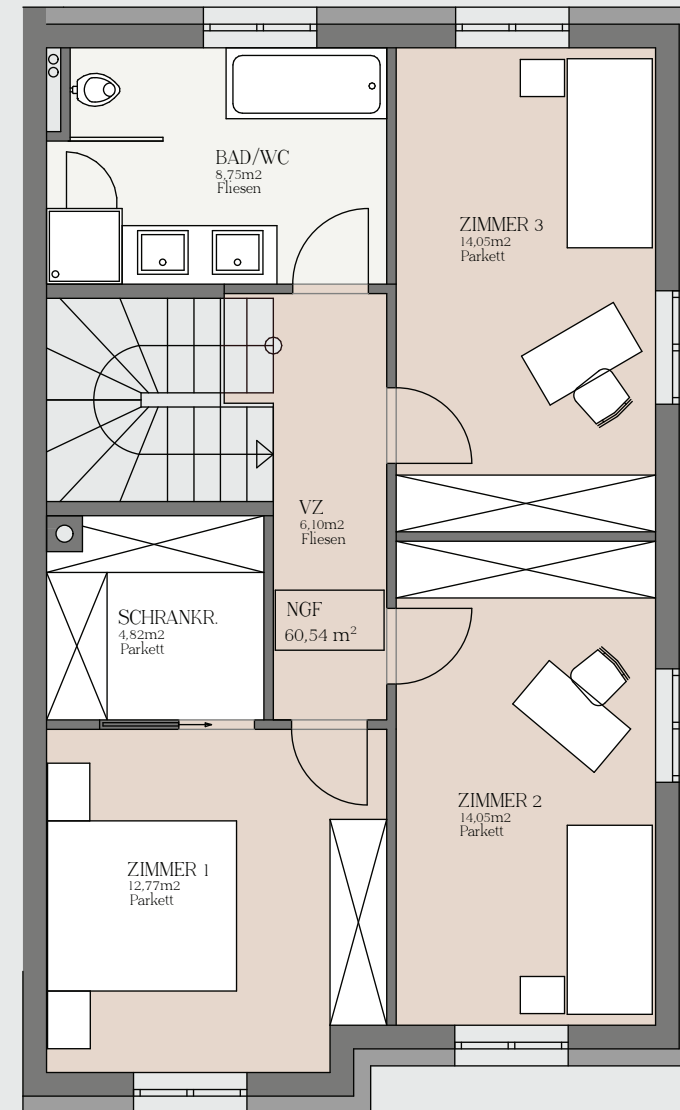 BAD/WC
8,75m2
Fliesen
ZIMMER 3
14,05m2
Parkett
VZ
6,10m2
Fliesen
NGF
60,54 m²
SCHRANKR.
4,82m2
Parkett
ZIMMER 2
14,05m2
Parkett
ZIMMER 1
12,77m2
Parkett